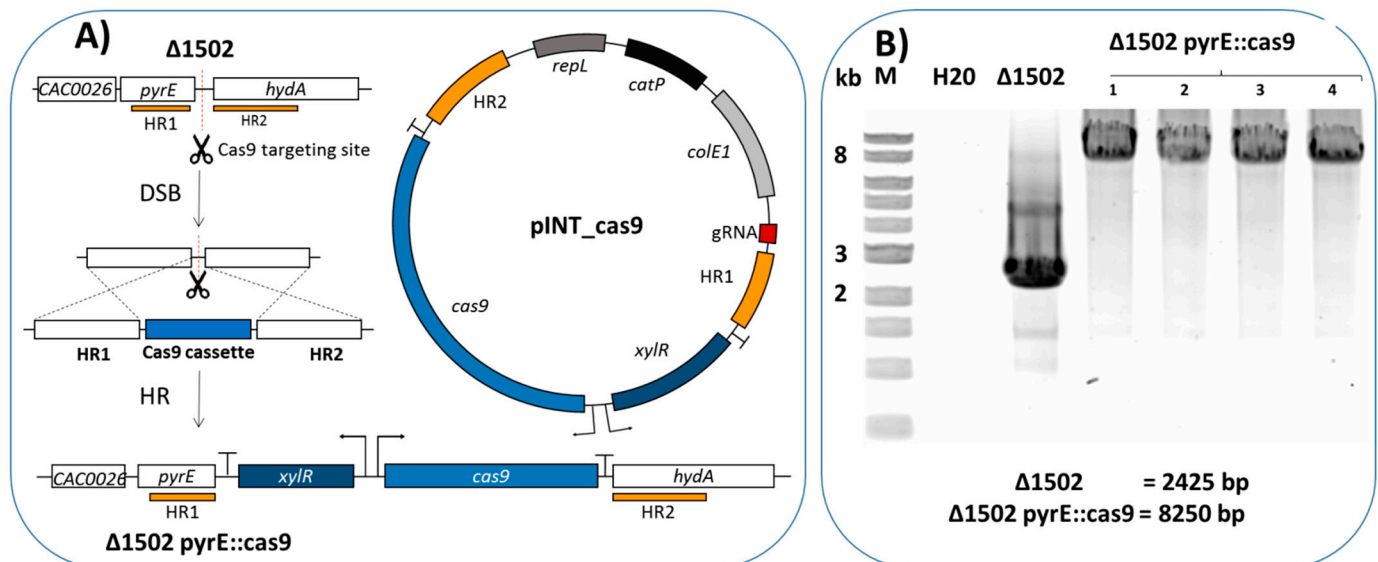 A)
Δ1502
CAC0026 pyrE hydA
HR1 HR2
Cas9 targeting site
DSB
HR1 Cas9 cassette HR2
HR
CAC0026 pyrE xylR cas9 hydA
HR1 HR2
Δ1502 pyrE::cas9
repL
catP
HR2
colE1
pINT_cas9
gRNA
HR1
cas9
xylR
B)
Δ1502 pyrE::cas9
kb M H20 Δ1502
1 2 3 4
8
3
2
Δ1502 = 2425 bp
Δ1502 pyrE::cas9 = 8250 bp